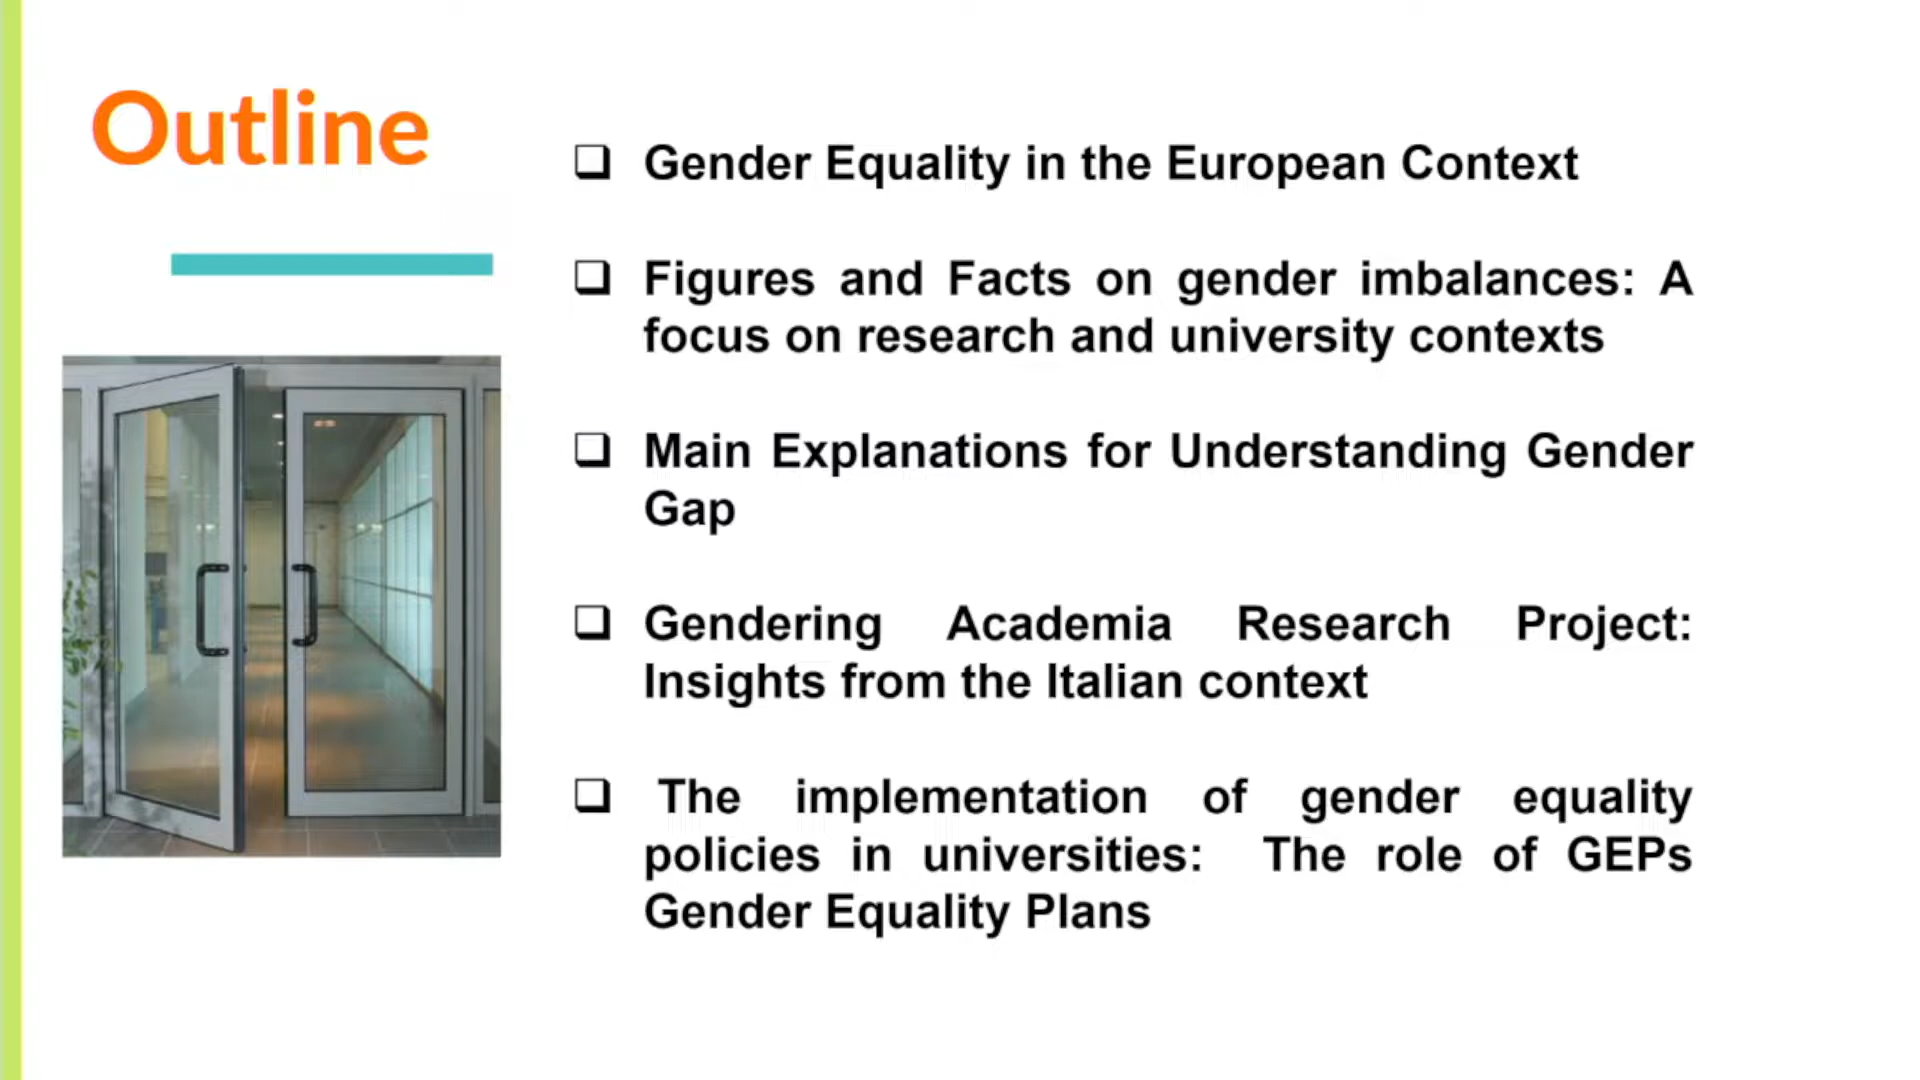 Outline
❑ Gender Equality in the European Context
❑ Figures and Facts on gender imbalances: A
focus on research and university contexts
❑ Main Explanations for Understanding Gender
Gap
❑ Gendering Academia Research Project:
Insights from the Italian context
❑ The implementation of gender equality
policies in universities: The role of GEPs
Gender Equality Plans